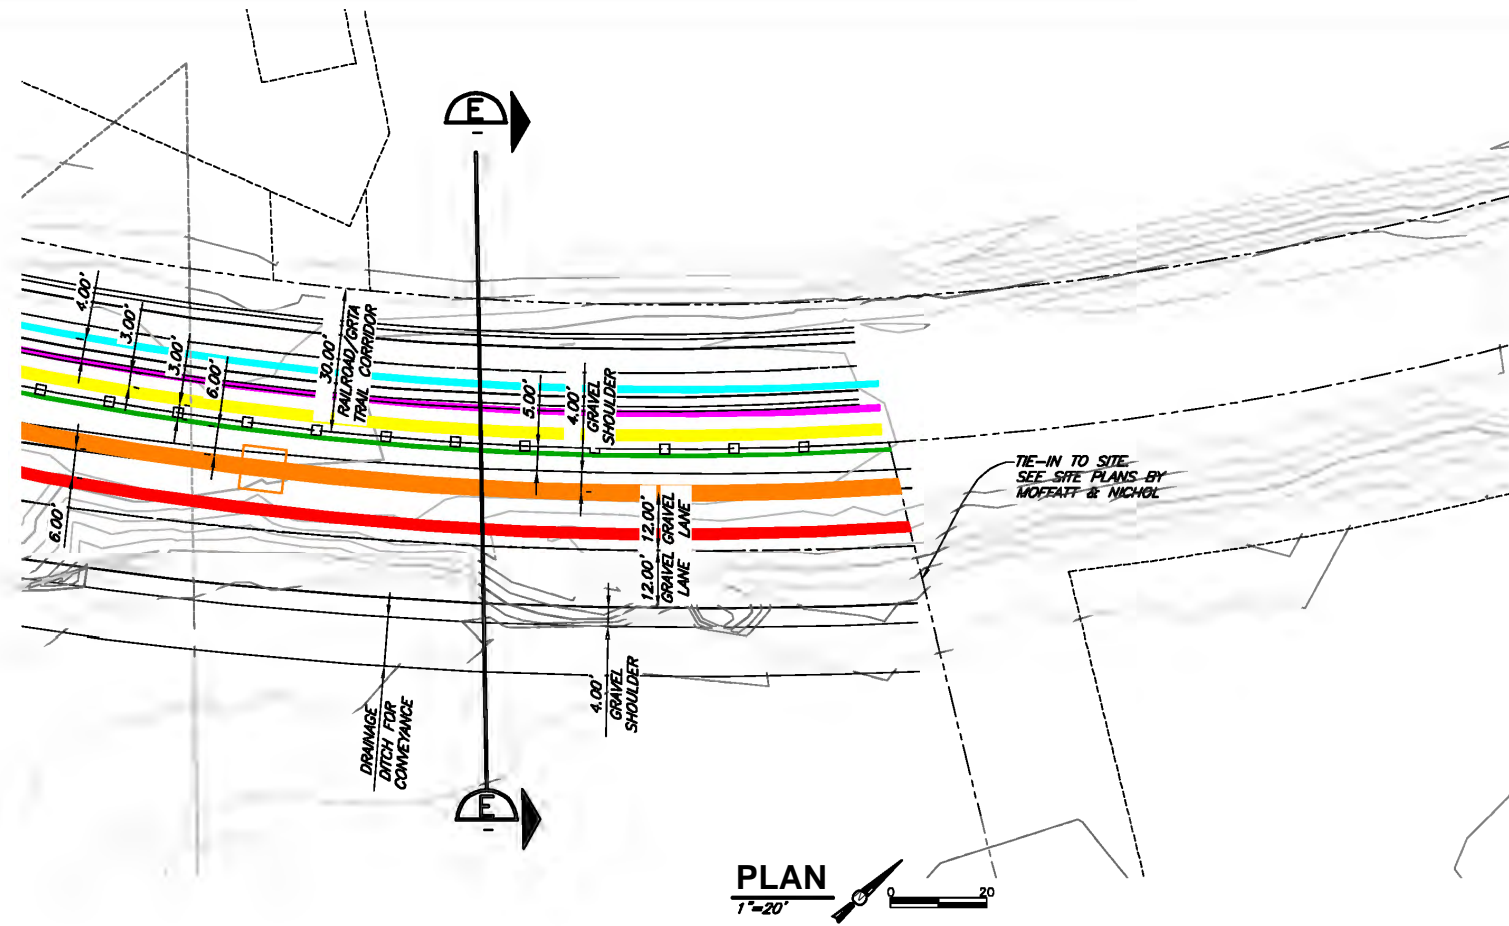 E
4.00'
3.00'
3.00'
6.00'
30.00'
RAILROAD/GRTA
TRAIL CORRIDOR
5.00'
4.00'
GRAVEL
SHOULDER
6.00'
12.00'
GRAVEL
LANE
12.00'
GRAVEL
LANE
TIE-IN TO SITE.
SEE SITE PLANS BY
MOFFATT & NICHOL
4.00'
GRAVEL
SHOULDER
DRAINAGE
DITCH FOR
CONVEYANCE
E
PLAN
1"=20'
0 20